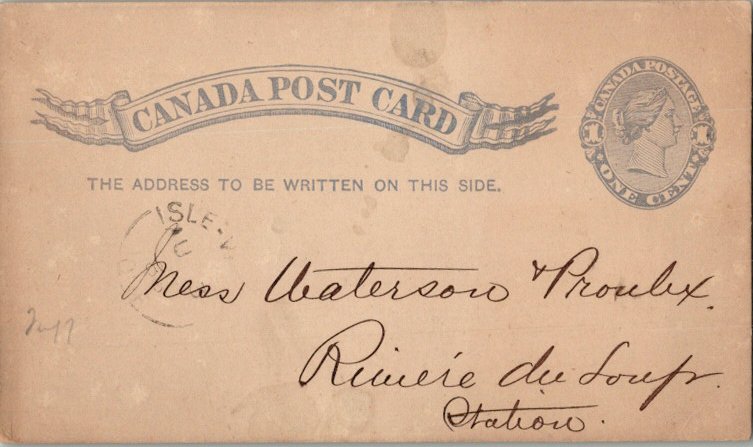 CANADA POST CARD
CANADA POSTAGE
1 1
ONE CENT
THE ADDRESS TO BE WRITTEN ON THIS SIDE.
ISLE-
Mess Waterson & Proulx.
Riviére du Loup.
Station.